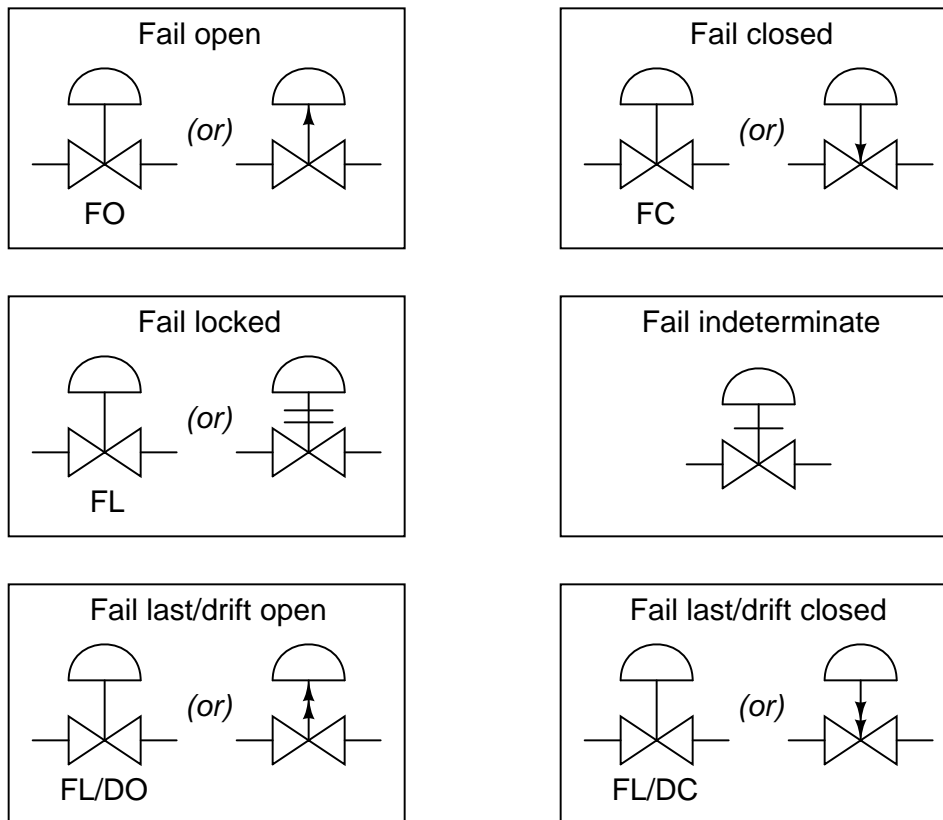 Fail open
(or)
FO
Fail closed
(or)
FC
Fail locked
(or)
FL
Fail indeterminate
Fail last/drift open
(or)
FL/DO
Fail last/drift closed
(or)
FL/DC